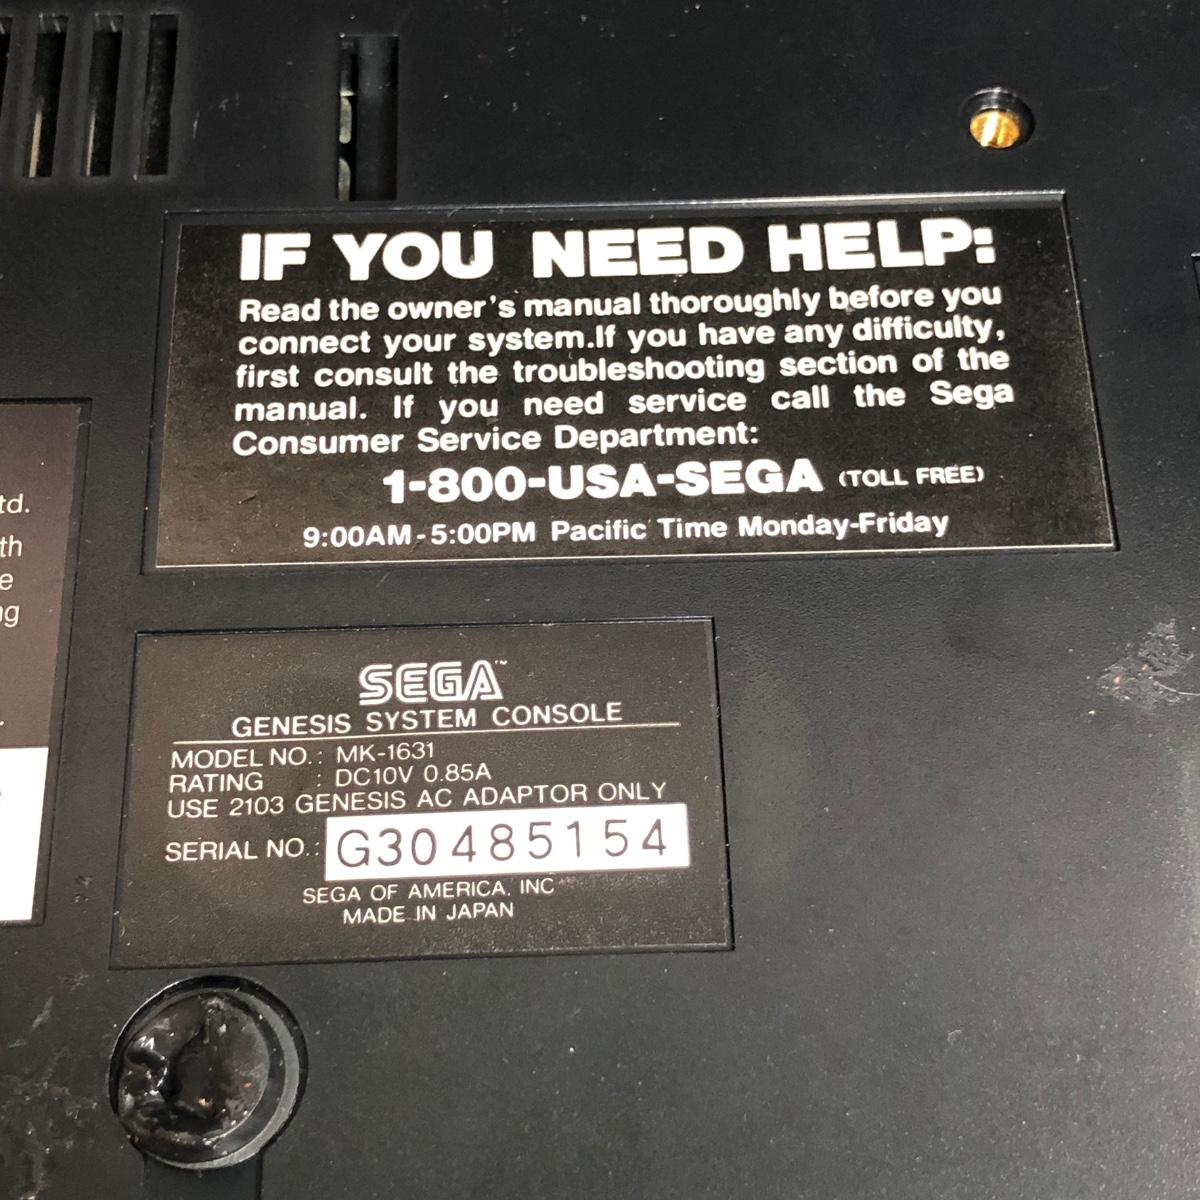 IF YOU NEED HELP:
Read the owner's manual thoroughly before you
connect your system.If you have any difficulty,
first consult the troubleshooting section of the
manual. If you need service call the Sega
Consumer Service Department:
1-800-USA-SEGA (TOLL FREE)
9:00AM-5:00PM Pacific Time Monday-Friday
SEGA™
GENESIS SYSTEM CONSOLE
MODEL NO.: MK-1631
RATING : DC10V 0.85A
USE 2103 GENESIS AC ADAPTOR ONLY
SERIAL NO.: G30485154
SEGA OF AMERICA, INC
MADE IN JAPAN